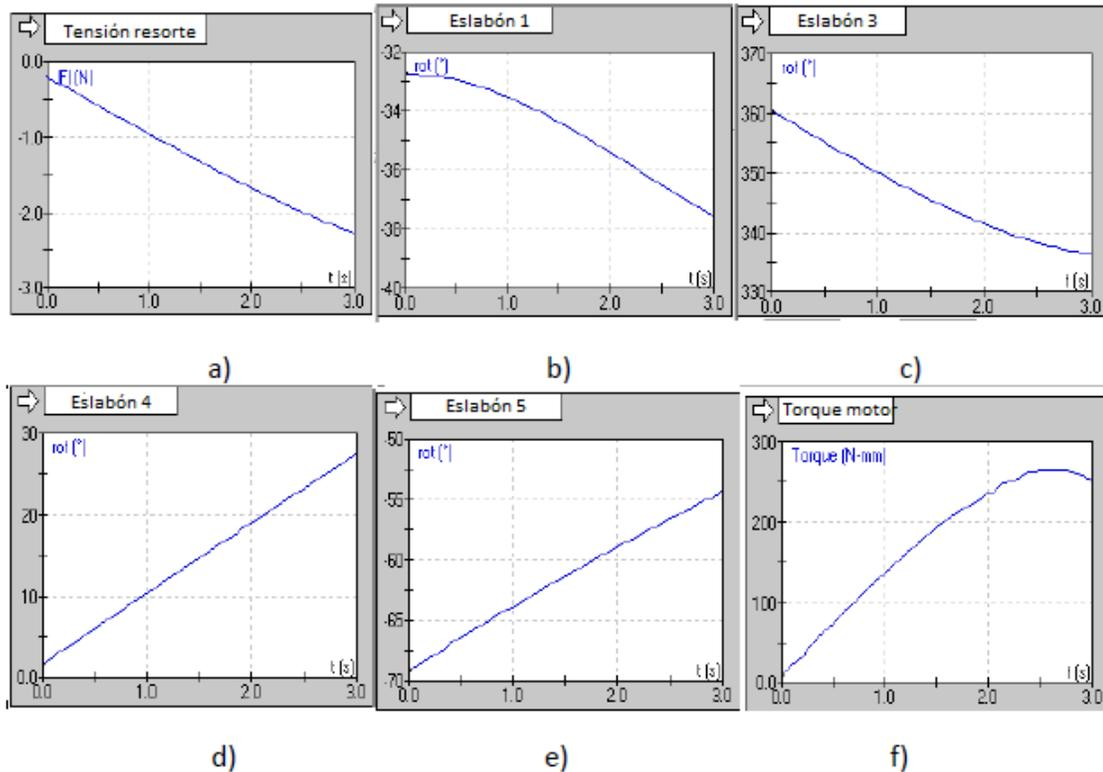 Tensión resorte
|F| (N)
0.0
-1.0
-2.0
-3.0
0.0 1.0 2.0 3.0
t (s)
a)
Eslabón 1
rot (°)
-32
-34
-36
-38
-40
0.0 1.0 2.0 3.0
t (s)
b)
Eslabón 3
rot (°)
370
360
350
340
330
0.0 1.0 2.0 3.0
t (s)
c)
Eslabón 4
rot (°)
30
20
10
0.0
0.0 1.0 2.0 3.0
t (s)
d)
Eslabón 5
rot (°)
-50
-55
-60
-65
-70
0.0 1.0 2.0 3.0
t (s)
e)
Torque motor
Torque (N-mm)
300
200
100
0.0
0.0 1.0 2.0 3.0
t (s)
f)